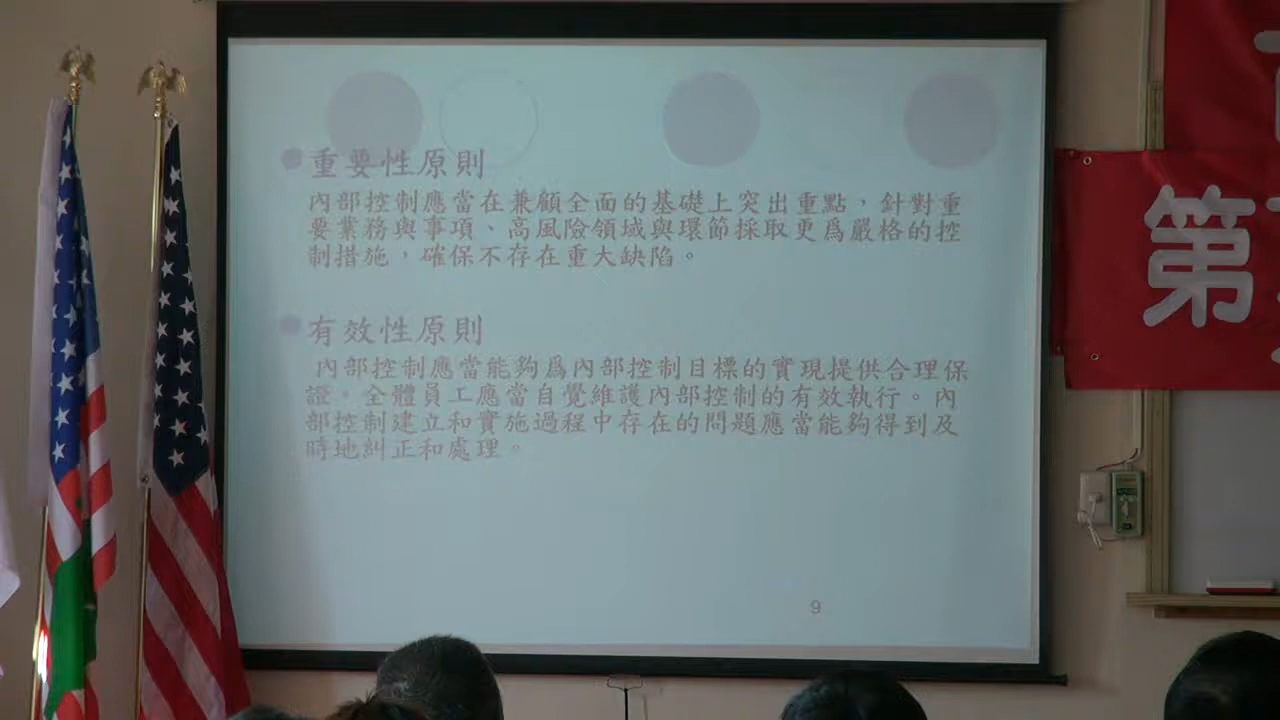 重要性原則
內部控制應當在兼顧全面的基礎上突出重點，針對重
要業務與事項、高風險領域與環節採取更爲嚴格的控
制措施，確保不存在重大缺陷。
有效性原則
內部控制應當能夠爲內部控制目標的實現提供合理保
證。全體員工應當自覺維護內部控制的有效執行。內
部控制建立和實施過程中存在的問題應當能夠得到及
時地糾正和處理。
9
第